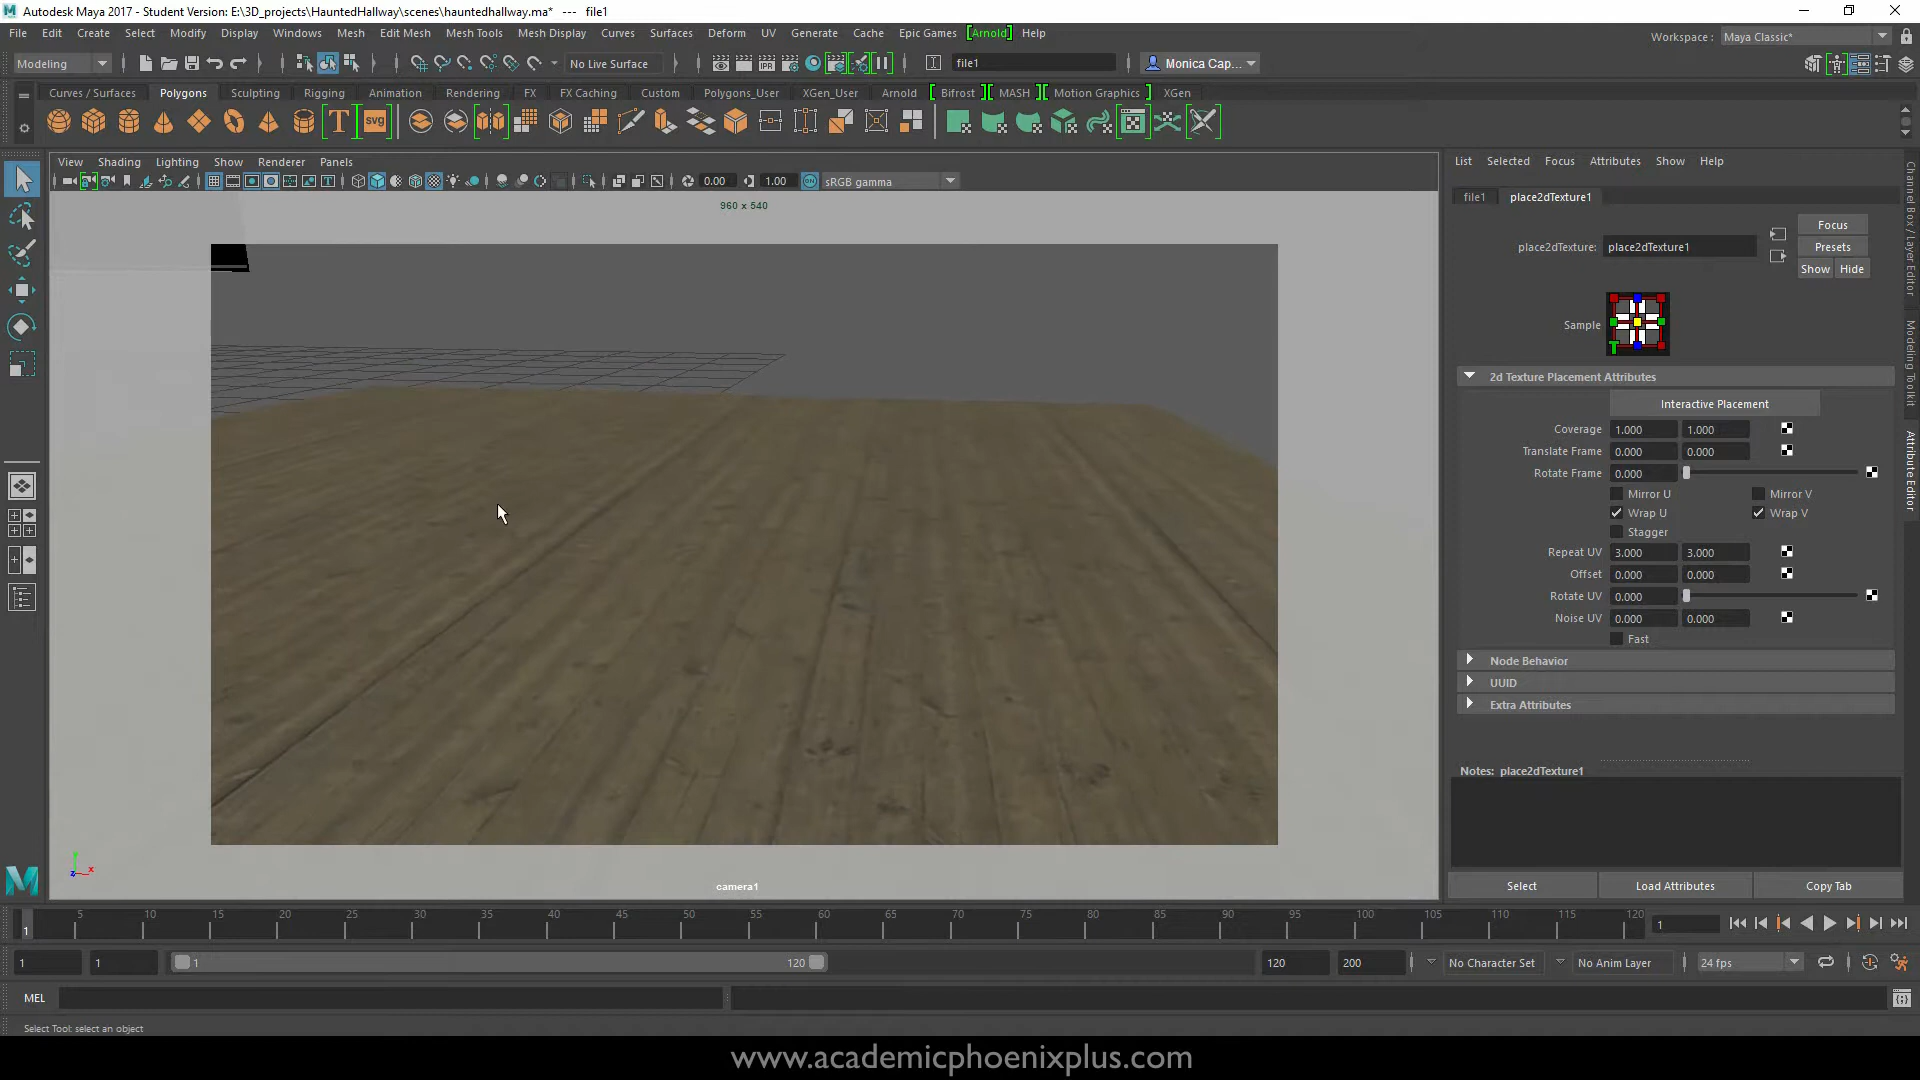 Autodesk Maya 2017 - Student Version: E:\3D_projects\HauntedHallway\scenes\hauntedhallway.ma*  ---  file1
File Edit Create Select Modify Display Windows Mesh Edit Mesh Mesh Tools Mesh Display Curves Surfaces Deform UV Generate Cache Epic Games [Arnold] Help
Workspace : Maya Classic*
Modeling No Live Surface file1 Monica Cap...
Curves / Surfaces Polygons Sculpting Rigging Animation Rendering FX FX Caching Custom Polygons_User XGen_User Arnold Bifrost MASH Motion Graphics XGen
T svg
View Shading Lighting Show Renderer Panels
0.00 1.00 sRGB gamma
960 x 540
camera1
List Selected Focus Attributes Show Help
file1 place2dTexture1
Focus
place2dTexture: place2dTexture1
Presets
Show Hide
Sample
2d Texture Placement Attributes
Interactive Placement
Coverage 1.000 1.000
Translate Frame 0.000 0.000
Rotate Frame 0.000
Mirror U Mirror V
Wrap U Wrap V
Stagger
Repeat UV 3.000 3.000
Offset 0.000 0.000
Rotate UV 0.000
Noise UV 0.000 0.000
Fast
Node Behavior
UUID
Extra Attributes
Notes: place2dTexture1
Select Load Attributes Copy Tab
Channel Box / Layer Editor
Modeling Toolkit
Attribute Editor
1 5 10 15 20 25 30 35 40 45 50 55 60 65 70 75 80 85 90 95 100 105 110 115 120 1
1 1 1 120 120 200 No Character Set No Anim Layer 24 fps
MEL
Select Tool: select an object
www.academicphoenixplus.com